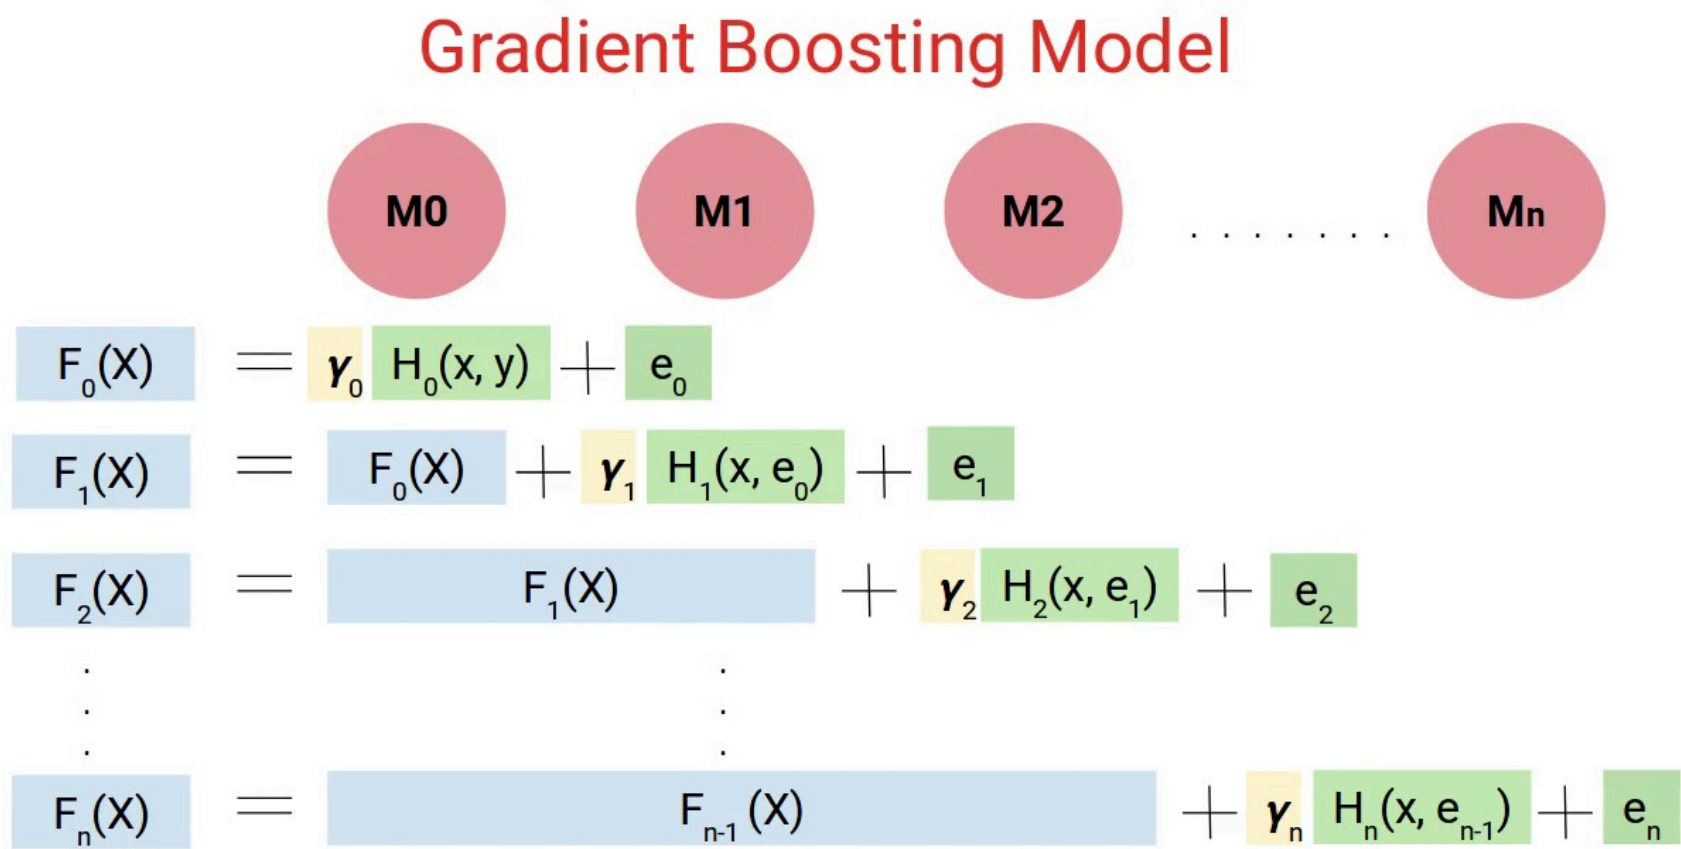 Gradient Boosting Model
M0 M1 M2 . . . . . . . Mn
F₀(X) = γ₀ H₀(x, y) + e₀
F₁(X) = F₀(X) + γ₁ H₁(x, e₀) + e₁
F₂(X) = F₁(X) + γ₂ H₂(x, e₁) + e₂
. .
. .
. .
Fₙ(X) = Fₙ₋₁ (X) + γₙ Hₙ(x, eₙ₋₁) + eₙ